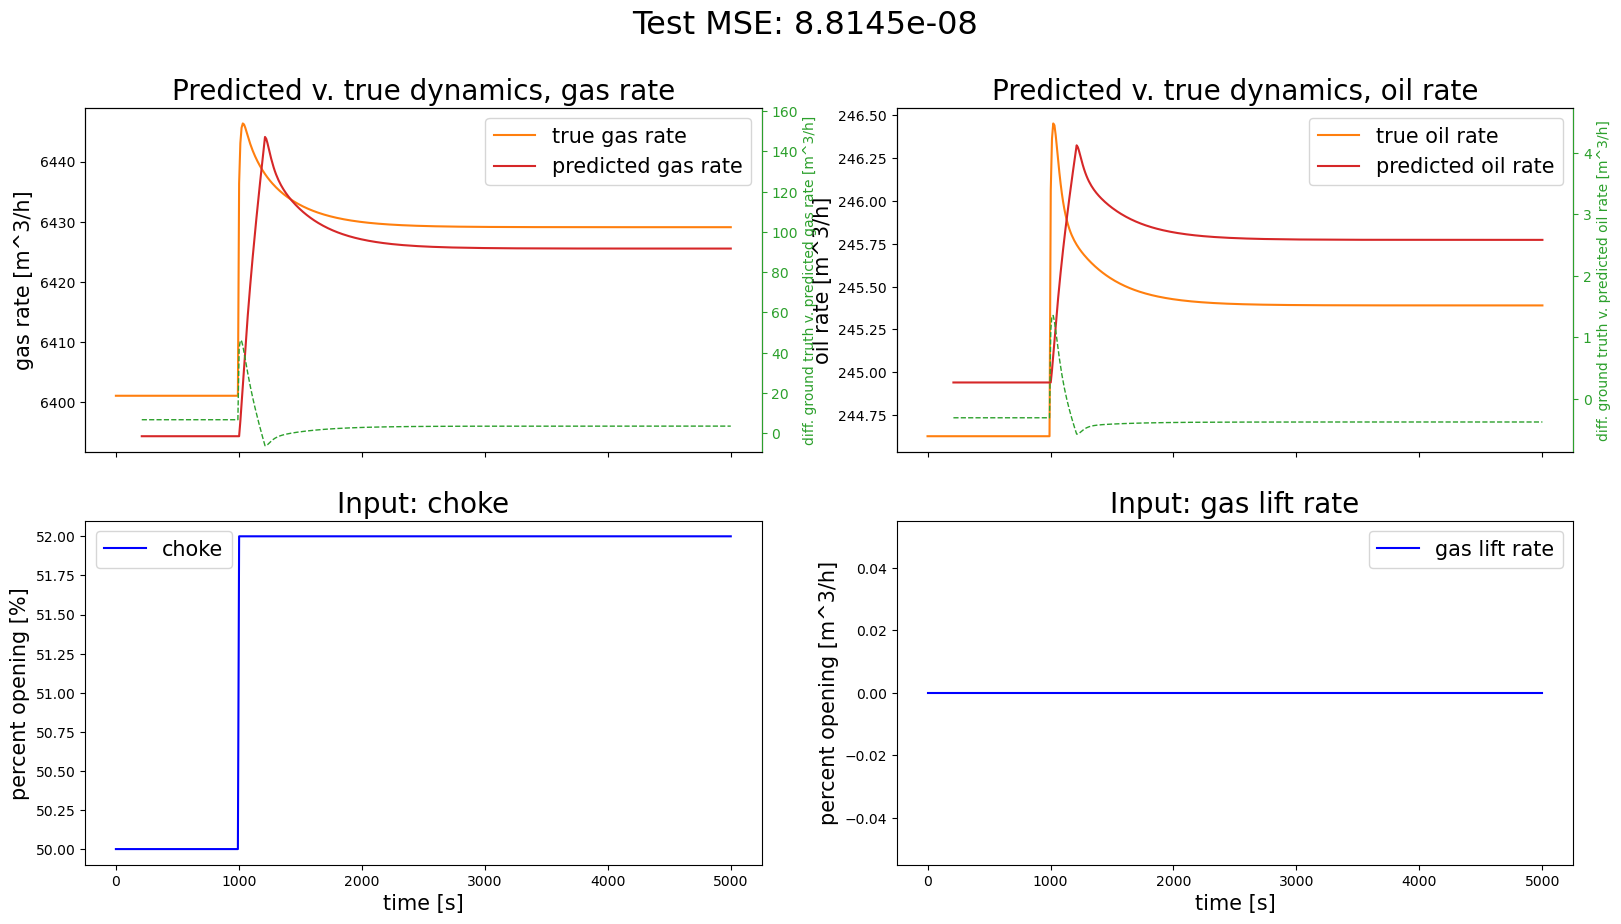 Test MSE: 8.8145e-08
Predicted v. true dynamics, gas rate
gas rate [m^3/h]
6440
6430
6420
6410
6400
true gas rate
predicted gas rate
160
140
120
100
80
60
40
20
0
diff. ground truth v. predicted gas rate [m^3/h]
Predicted v. true dynamics, oil rate
oil rate [m^3/h]
246.50
246.25
246.00
245.75
245.50
245.25
245.00
244.75
true oil rate
predicted oil rate
4
3
2
1
0
diff. ground truth v. predicted oil rate [m^3/h]
Input: choke
percent opening [%]
52.00
51.75
51.50
51.25
51.00
50.75
50.50
50.25
50.00
choke
0
1000
2000
3000
4000
5000
time [s]
Input: gas lift rate
percent opening [m^3/h]
0.04
0.02
0.00
−0.02
−0.04
gas lift rate
0
1000
2000
3000
4000
5000
time [s]